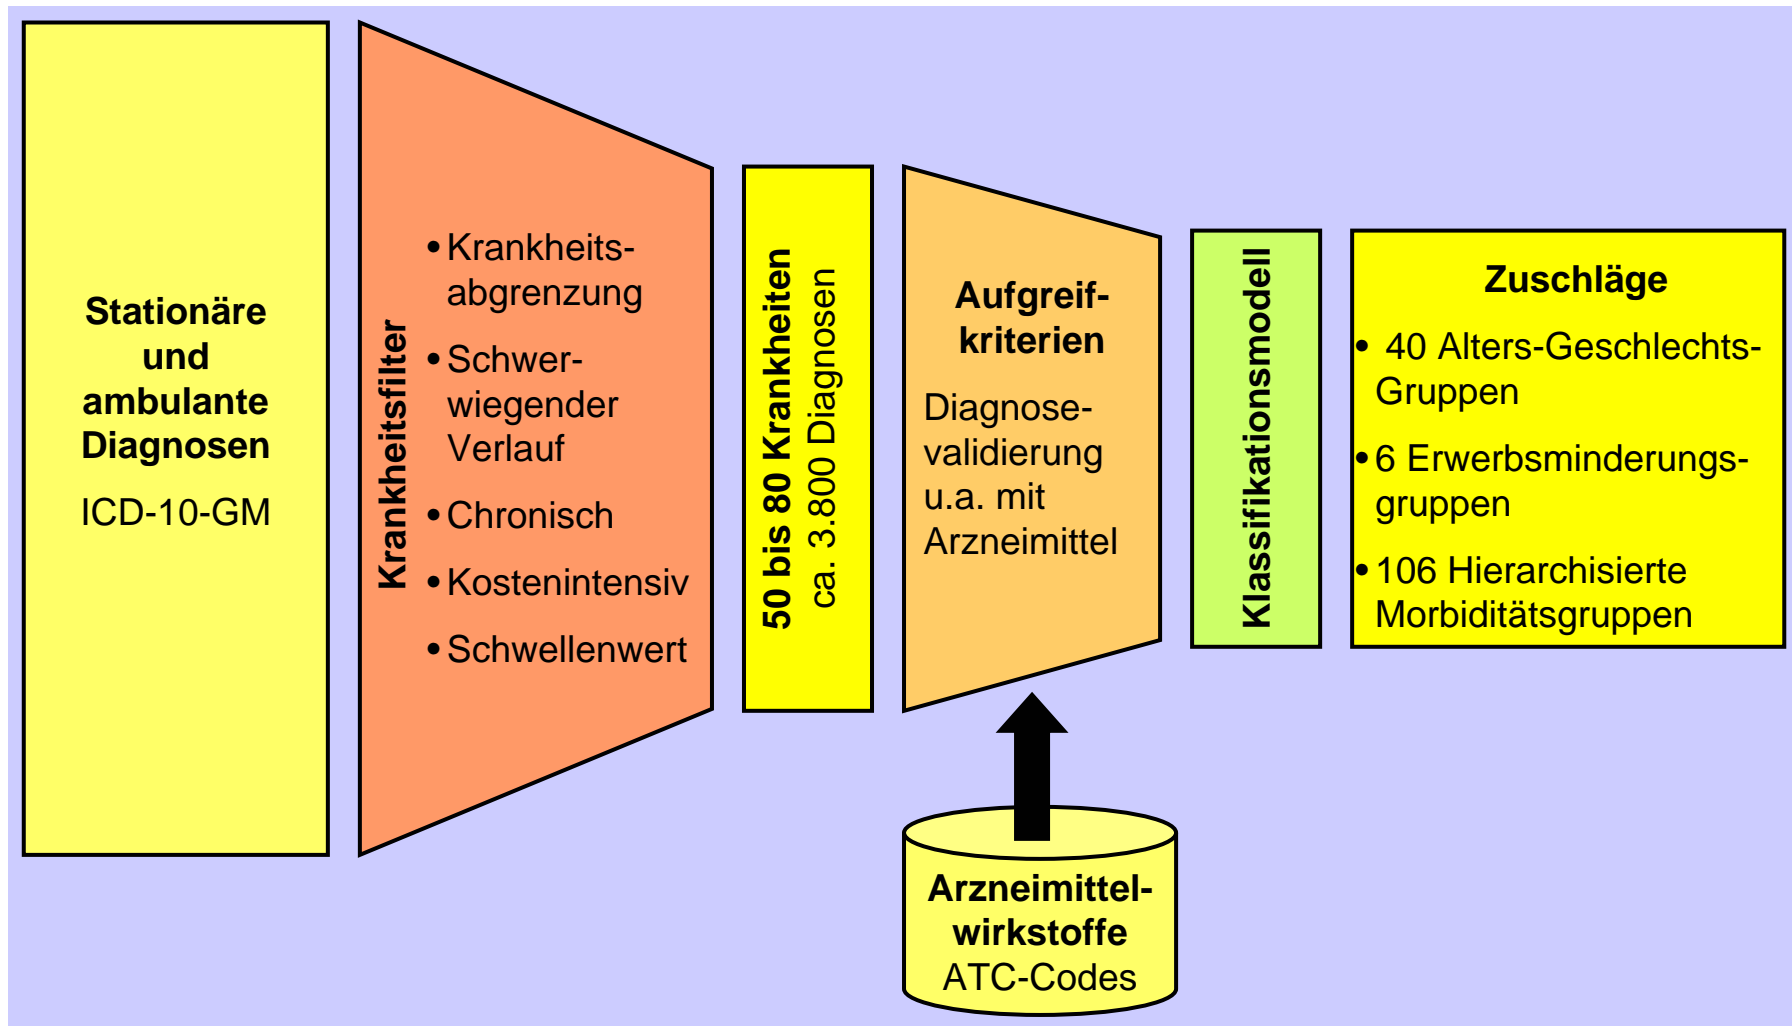 Stationäre
und
ambulante
Diagnosen
ICD-10-GM
Krankheitsfilter
• Krankheits-
abgrenzung
• Schwer-
wiegender
Verlauf
• Chronisch
• Kostenintensiv
• Schwellenwert
50 bis 80 Krankheiten
ca. 3.800 Diagnosen
Aufgreif-
kriterien
Diagnose-
validierung
u.a. mit
Arzneimittel
Arzneimittel-
wirkstoffe
ATC-Codes
Klassifikationsmodell
Zuschläge
• 40 Alters-Geschlechts-
Gruppen
• 6 Erwerbsminderungs-
gruppen
• 106 Hierarchisierte
Morbiditätsgruppen